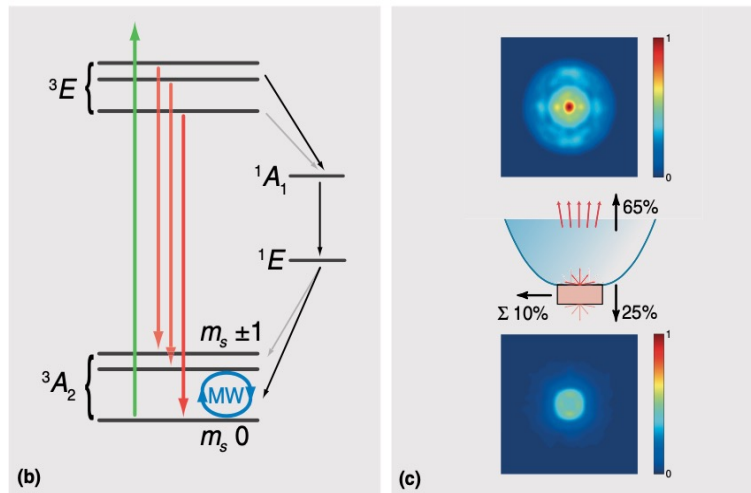 ³E
¹A₁
¹E
mₛ ±1
³A₂
MW
mₛ 0
(b)
1
0
65%
Σ 10%
25%
1
0
(c)